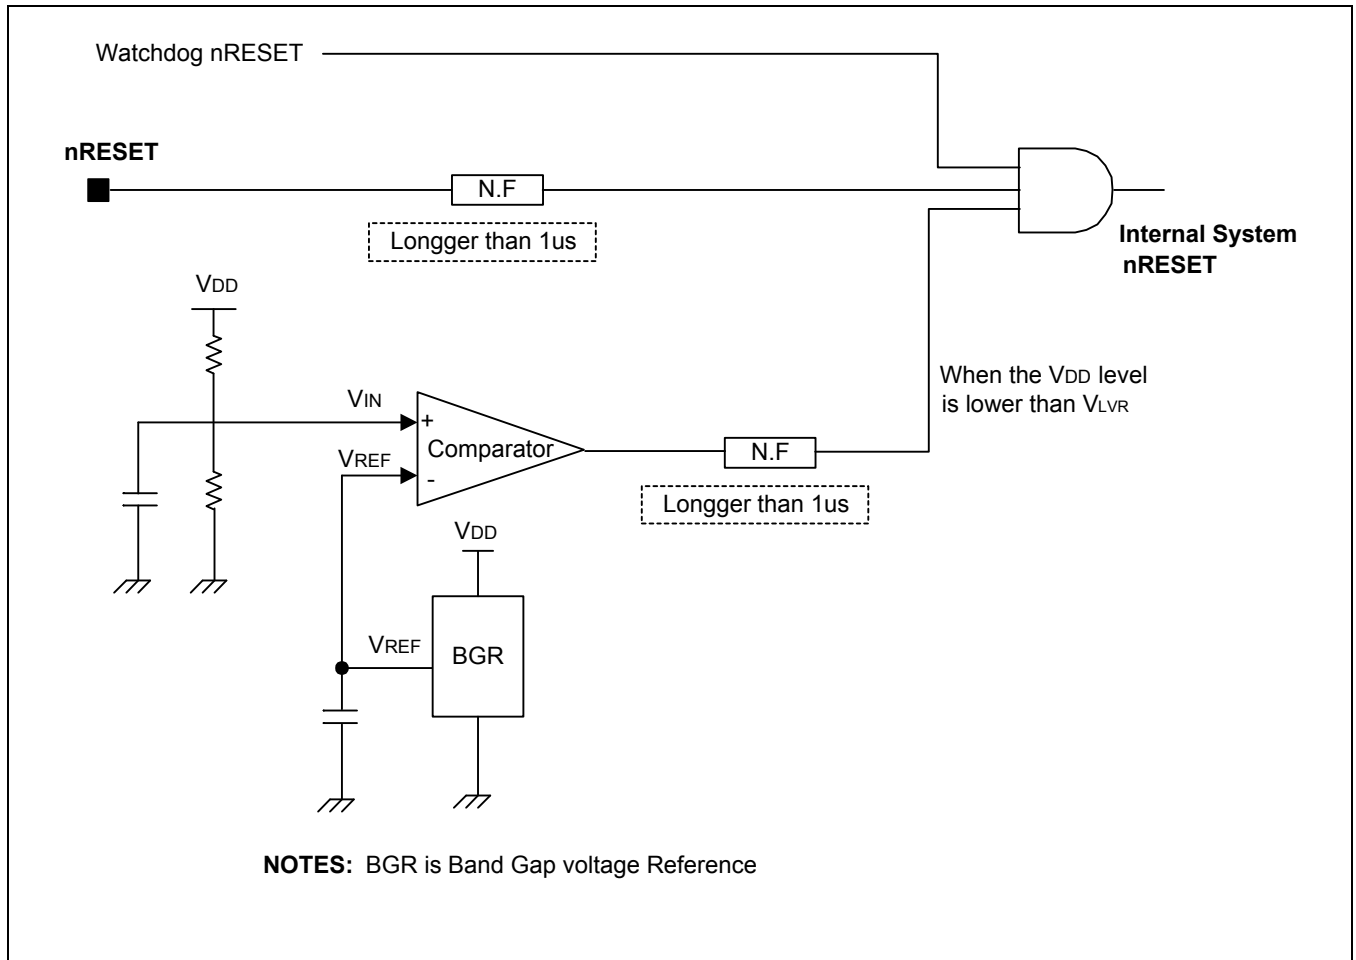 Watchdog nRESET
nRESET
N.F
Longger than 1us
Internal System
nRESET
VDD
When the VDD level
is lower than VLVR
VIN
+
Comparator
VREF
-
N.F
Longger than 1us
VDD
VREF
BGR
NOTES: BGR is Band Gap voltage Reference